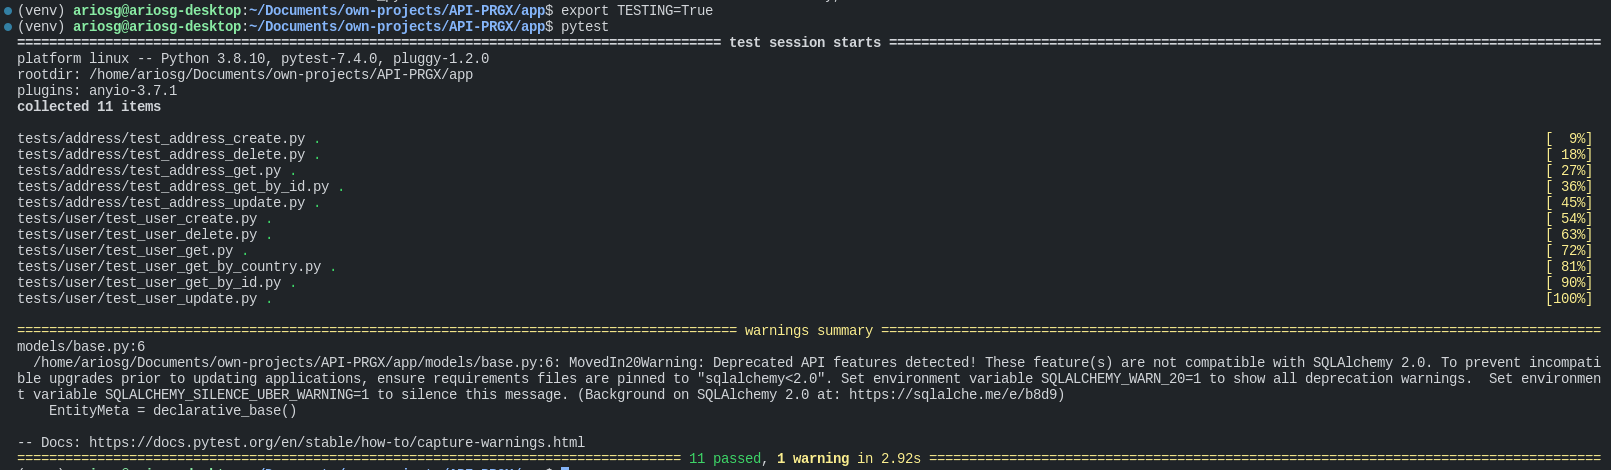 (venv) ariosg@ariosg-desktop:~/Documents/own-projects/API-PRGX/app$ export TESTING=True
(venv) ariosg@ariosg-desktop:~/Documents/own-projects/API-PRGX/app$ pytest
======================================================================================== test session starts =========================================================================================
platform linux -- Python 3.8.10, pytest-7.4.0, pluggy-1.2.0
rootdir: /home/ariosg/Documents/own-projects/API-PRGX/app
plugins: anyio-3.7.1
collected 11 items

tests/address/test_address_create.py . [  9%]
tests/address/test_address_delete.py . [ 18%]
tests/address/test_address_get.py . [ 27%]
tests/address/test_address_get_by_id.py . [ 36%]
tests/address/test_address_update.py . [ 45%]
tests/user/test_user_create.py . [ 54%]
tests/user/test_user_delete.py . [ 63%]
tests/user/test_user_get.py . [ 72%]
tests/user/test_user_get_by_country.py . [ 81%]
tests/user/test_user_get_by_id.py . [ 90%]
tests/user/test_user_update.py . [100%]

========================================================================================== warnings summary ==========================================================================================
models/base.py:6
  /home/ariosg/Documents/own-projects/API-PRGX/app/models/base.py:6: MovedIn20Warning: Deprecated API features detected! These feature(s) are not compatible with SQLAlchemy 2.0. To prevent incompati
ble upgrades prior to updating applications, ensure requirements files are pinned to "sqlalchemy<2.0". Set environment variable SQLALCHEMY_WARN_20=1 to show all deprecation warnings.  Set environmen
t variable SQLALCHEMY_SILENCE_UBER_WARNING=1 to silence this message. (Background on SQLAlchemy 2.0 at: https://sqlalche.me/e/b8d9)
    EntityMeta = declarative_base()

-- Docs: https://docs.pytest.org/en/stable/how-to/capture-warnings.html
=================================================================================== 11 passed, 1 warning in 2.92s ====================================================================================